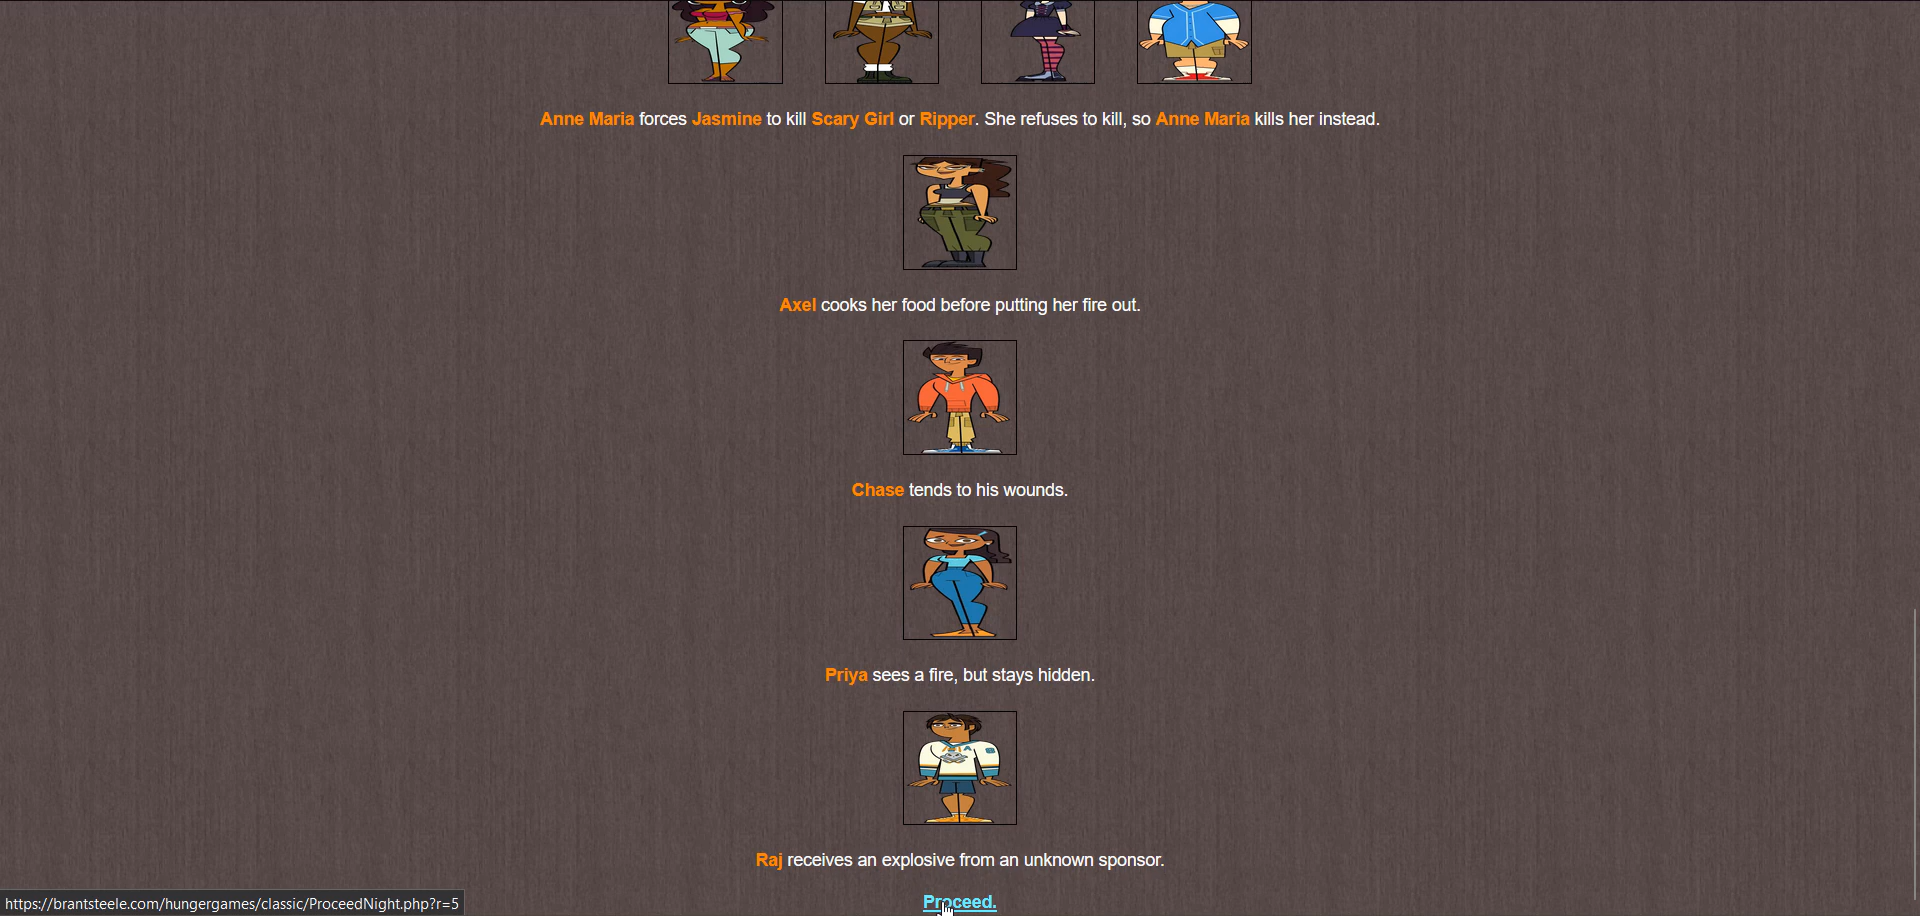 Anne Maria forces Jasmine to kill Scary Girl or Ripper. She refuses to kill, so Anne Maria kills her instead.
Axel cooks her food before putting her fire out.
Chase tends to his wounds.
Priya sees a fire, but stays hidden.
Raj receives an explosive from an unknown sponsor.
Proceed.
https://brantsteele.com/hungergames/classic/ProceedNight.php?r=5